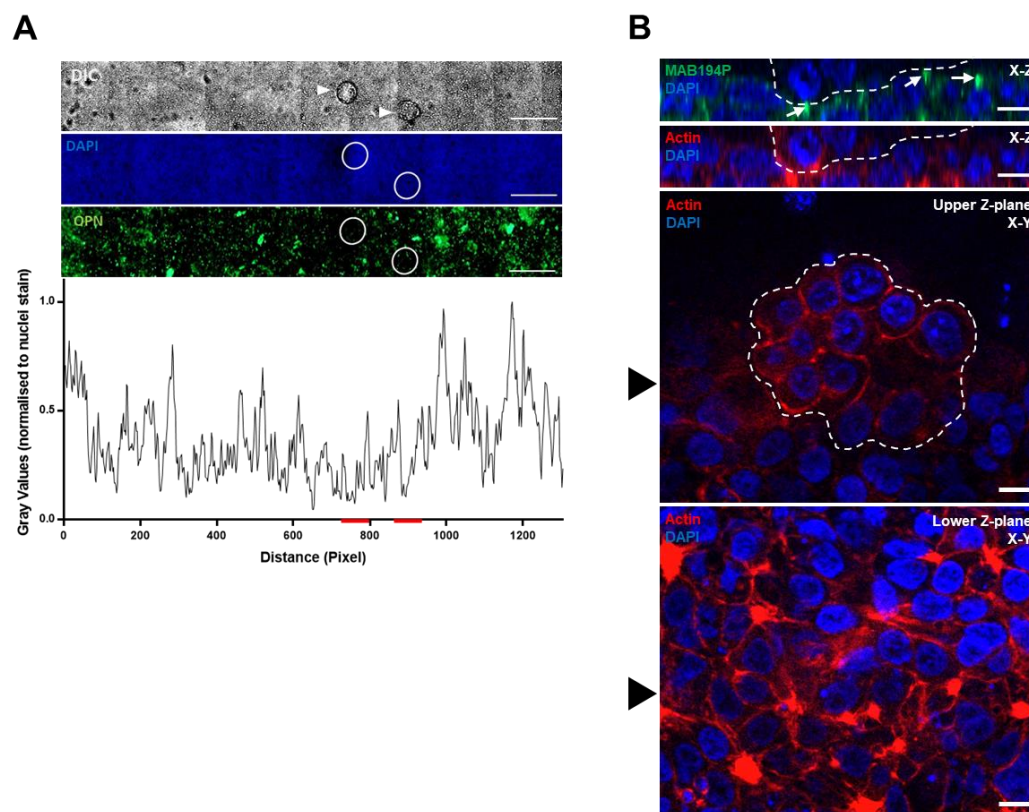 A
DIC
DAPI
OPN
Gray Values (normalised to nuclei stain)
1.0
0.5
0.0
0
200
400
600
800
1000
1200
Distance (Pixel)
B
MAB194P
DAPI
X-Z
Actin
DAPI
X-Z
Actin
DAPI
Upper Z-plane
X-Y
Actin
DAPI
Lower Z-plane
X-Y